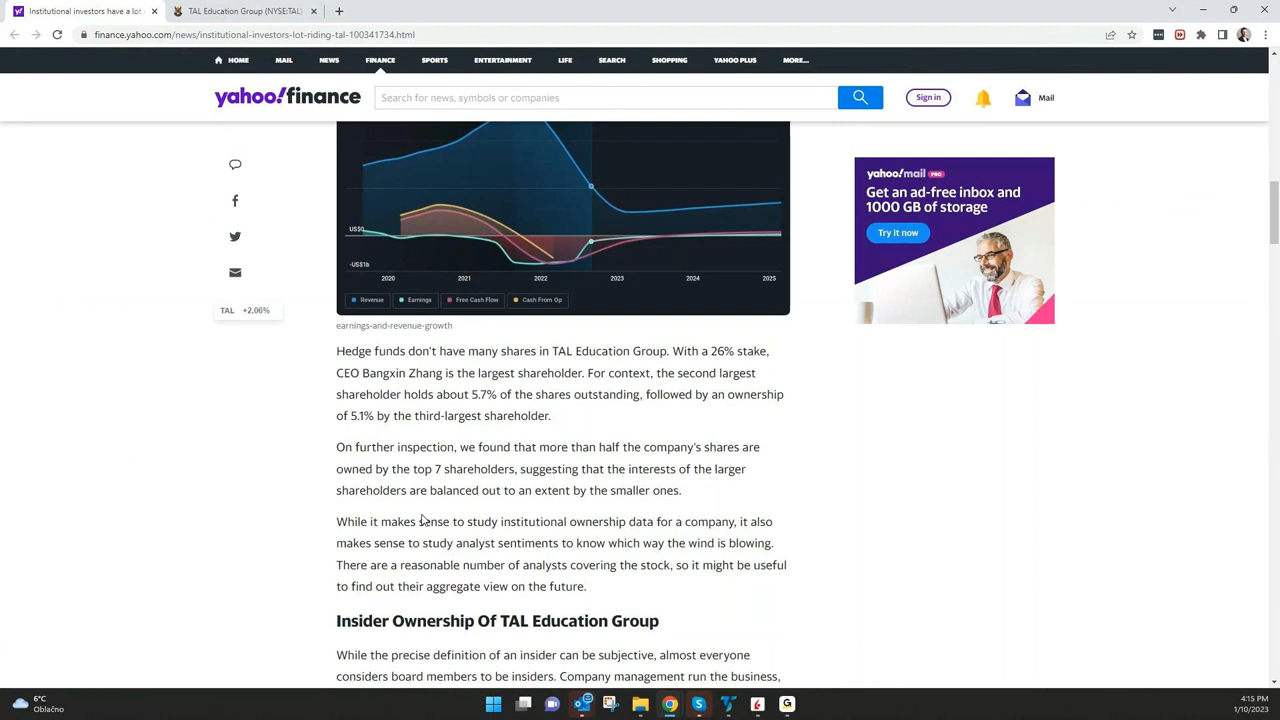 Institutional investors have a lot
TAL Education Group (NYSE:TAL)
finance.yahoo.com/news/institutional-investors-lot-riding-tal-100341734.html
HOME
MAIL
NEWS
FINANCE
SPORTS
ENTERTAINMENT
LIFE
SEARCH
SHOPPING
YAHOO PLUS
MORE...
yahoo!finance
Search for news, symbols or companies
Sign in
Mail
US$0
-US$1b
2020
2021
2022
2023
2024
2025
Revenue
Earnings
Free Cash Flow
Cash From Op
earnings-and-revenue-growth
TAL +2.06%
yahoo!mail PRO
Get an ad-free inbox and
1000 GB of storage
Try it now
Hedge funds don't have many shares in TAL Education Group. With a 26% stake,
CEO Bangxin Zhang is the largest shareholder. For context, the second largest
shareholder holds about 5.7% of the shares outstanding, followed by an ownership
of 5.1% by the third-largest shareholder.
On further inspection, we found that more than half the company's shares are
owned by the top 7 shareholders, suggesting that the interests of the larger
shareholders are balanced out to an extent by the smaller ones.
While it makes sense to study institutional ownership data for a company, it also
makes sense to study analyst sentiments to know which way the wind is blowing.
There are a reasonable number of analysts covering the stock, so it might be useful
to find out their aggregate view on the future.
Insider Ownership Of TAL Education Group
While the precise definition of an insider can be subjective, almost everyone
considers board members to be insiders. Company management run the business,
6°C
Oblačno
4:15 PM
1/10/2023